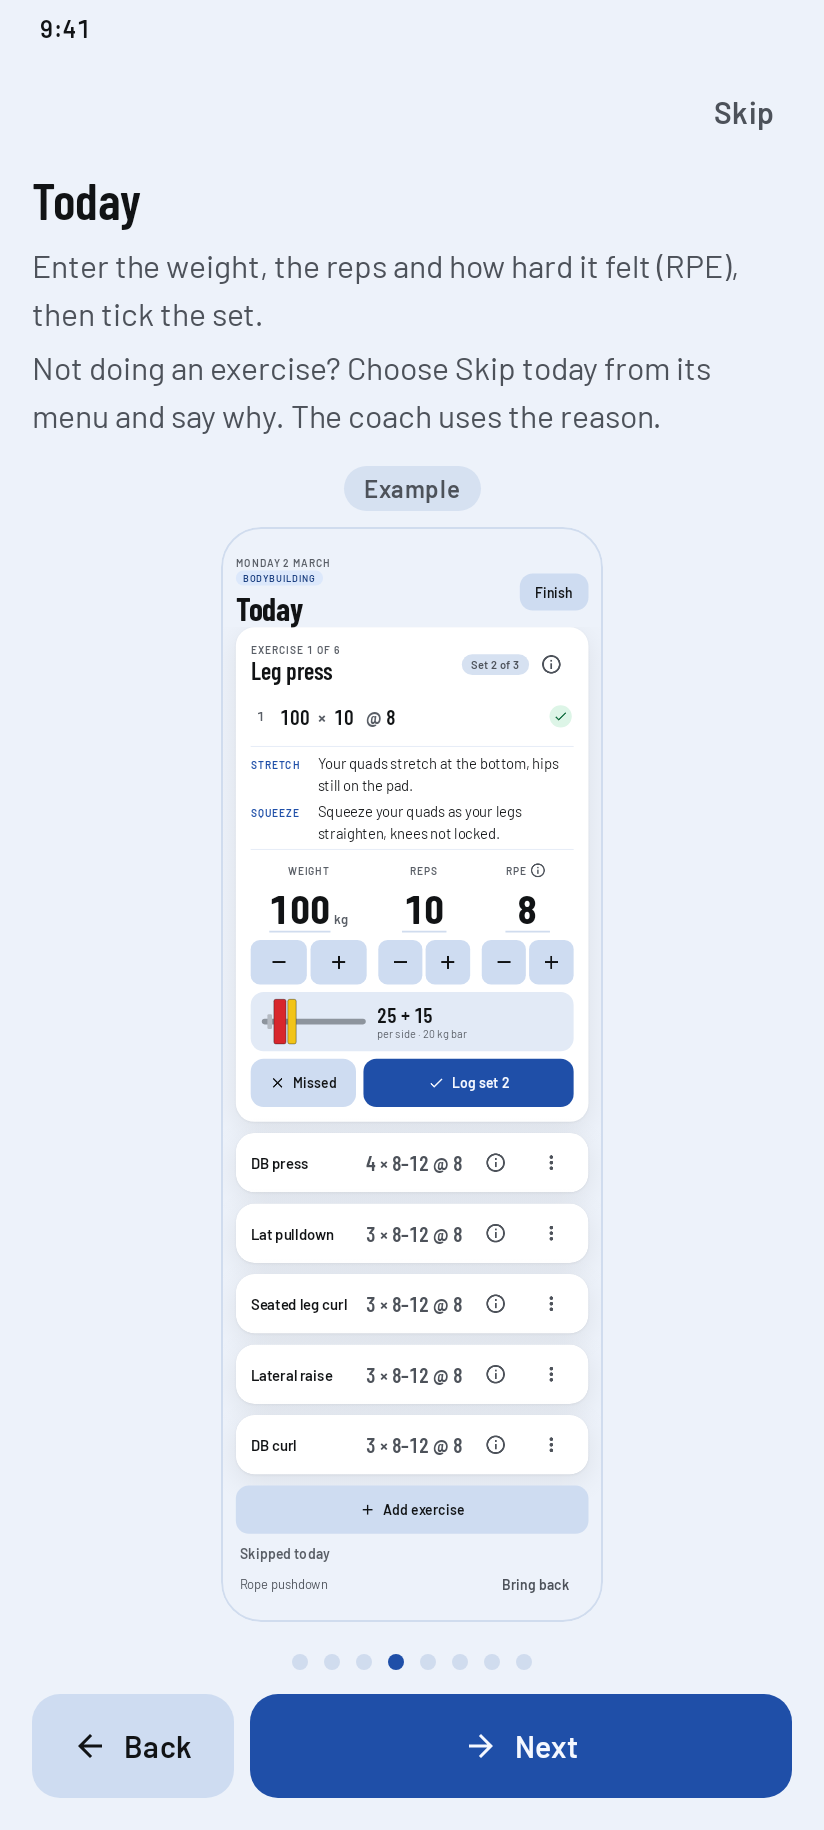 9:41
Skip
Today
Enter the weight, the reps and how hard it felt (RPE),
then tick the set.
Not doing an exercise? Choose Skip today from its
menu and say why. The coach uses the reason.
Example
MONDAY 2 MARCH
BODYBUILDING
Today
Finish
EXERCISE 1 OF 6
Leg press
Set 2 of 3
1 100 × 10 @ 8
STRETCH Your quads stretch at the bottom, hips
still on the pad.
SQUEEZE Squeeze your quads as your legs
straighten, knees not locked.
WEIGHT REPS RPE
100 kg 10 8
− + − + − +
25 + 15
per side · 20 kg bar
Missed Log set 2
DB press 4 × 8–12 @ 8
Lat pulldown 3 × 8–12 @ 8
Seated leg curl 3 × 8–12 @ 8
Lateral raise 3 × 8–12 @ 8
DB curl 3 × 8–12 @ 8
+ Add exercise
Skipped today
Rope pushdown Bring back
Back Next